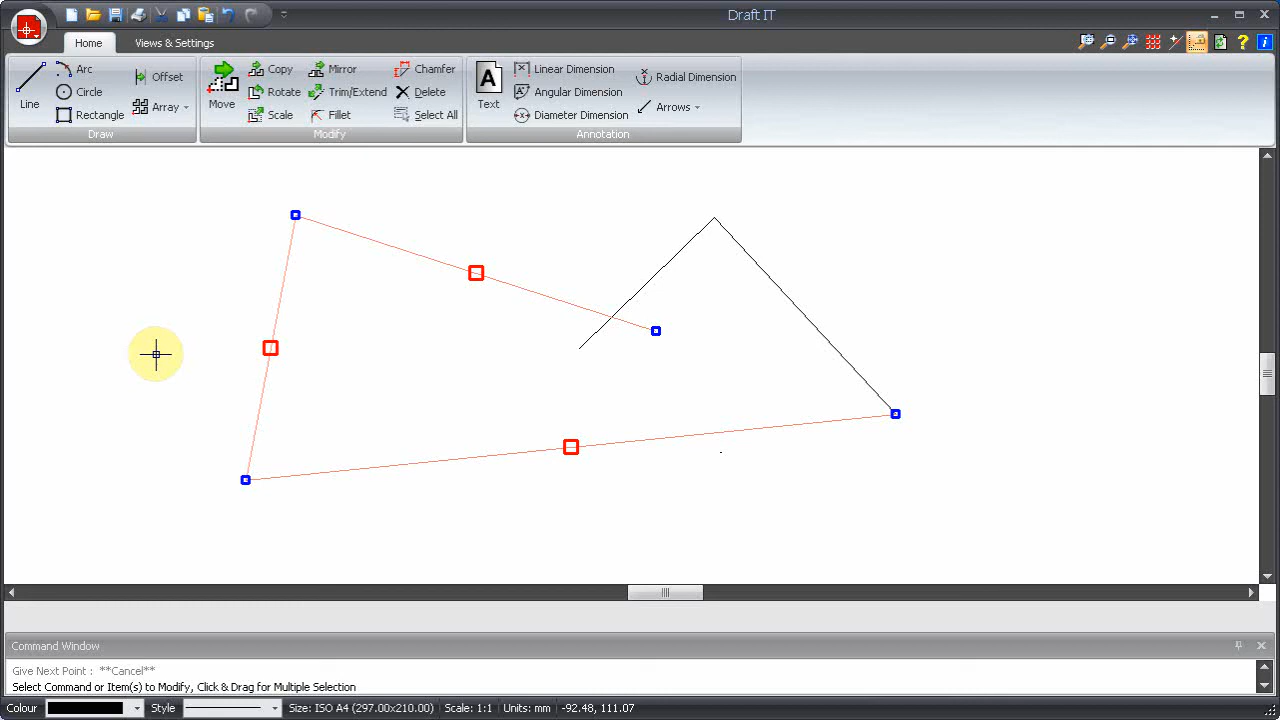 Draft IT
Home Views & Settings
Line
Arc
Circle
Rectangle
Offset
Array
Draw
Move
Copy
Rotate
Scale
Mirror
Trim/Extend
Fillet
Chamfer
Delete
Select All
Modify
A
Text
Linear Dimension
Angular Dimension
Diameter Dimension
Radial Dimension
Arrows
Annotation
Command Window
Give Next Point : **Cancel**
Select Command or Item(s) to Modify, Click & Drag for Multiple Selection
Colour Style Size: ISO A4 (297.00x210.00) Scale: 1:1 Units: mm -92.48, 111.07